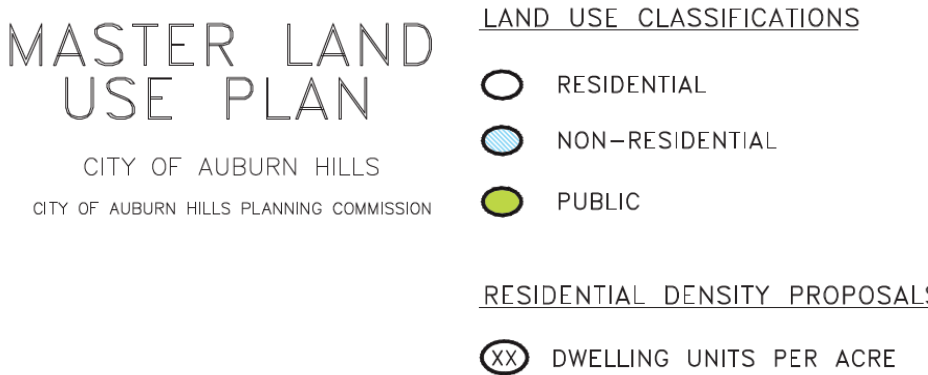 MASTER LAND
USE PLAN
CITY OF AUBURN HILLS
CITY OF AUBURN HILLS PLANNING COMMISSION
LAND USE CLASSIFICATIONS
RESIDENTIAL
NON-RESIDENTIAL
PUBLIC
RESIDENTIAL DENSITY PROPOSALS
XX DWELLING UNITS PER ACRE